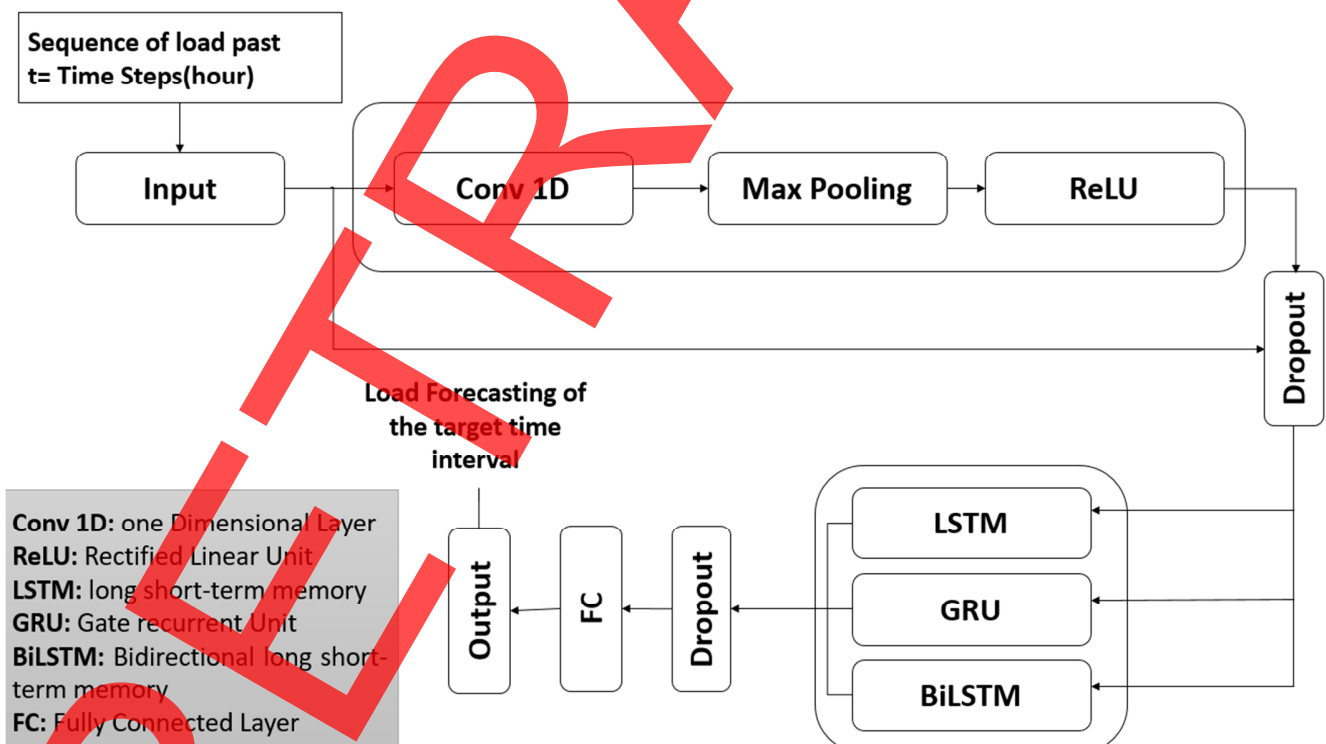 Sequence of load past
t= Time Steps(hour)
Input
Conv 1D
Max Pooling
ReLU
Dropout
Load Forecasting of
the target time
interval
LSTM
GRU
BiLSTM
Dropout
FC
Output
Conv 1D: one Dimensional Layer
ReLU: Rectified Linear Unit
LSTM: long short-term memory
GRU: Gate recurrent Unit
BiLSTM: Bidirectional long short-
term memory
FC: Fully Connected Layer